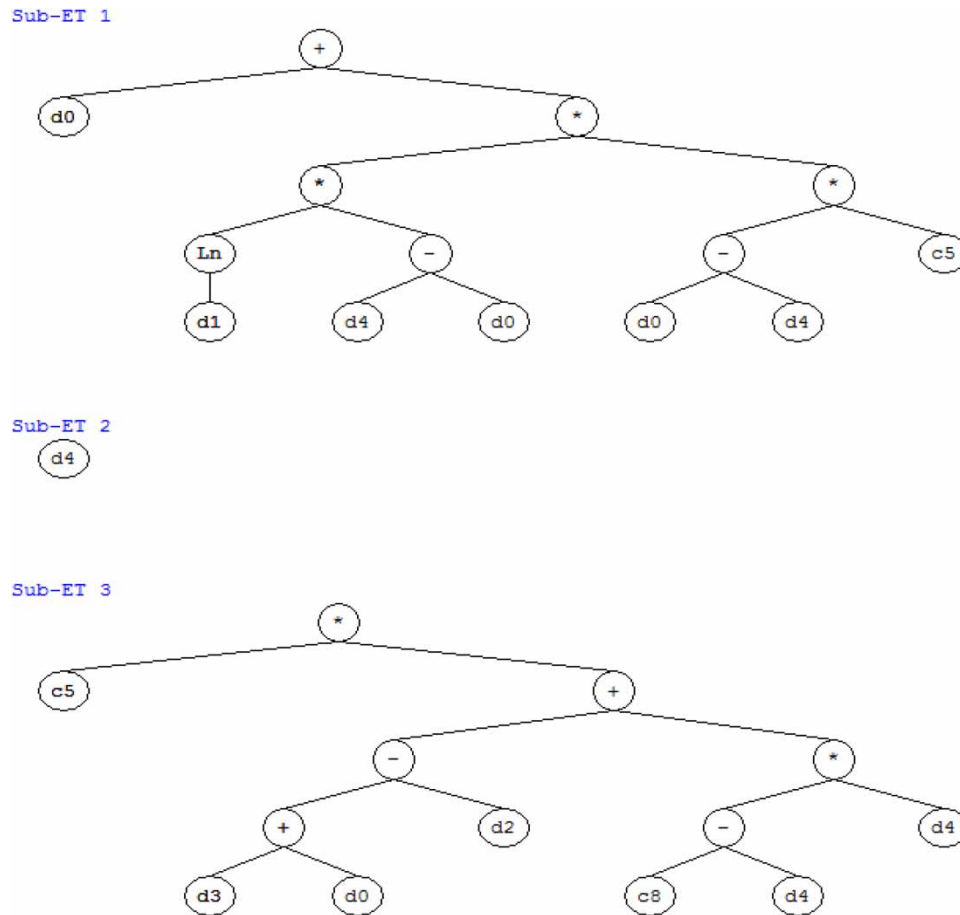 Sub-ET 1
+
d0 *
* *
Ln - - c5
d1 d4 d0 d0 d4
Sub-ET 2
d4
Sub-ET 3
*
c5 +
- *
+ d2 - d4
d3 d0 c8 d4